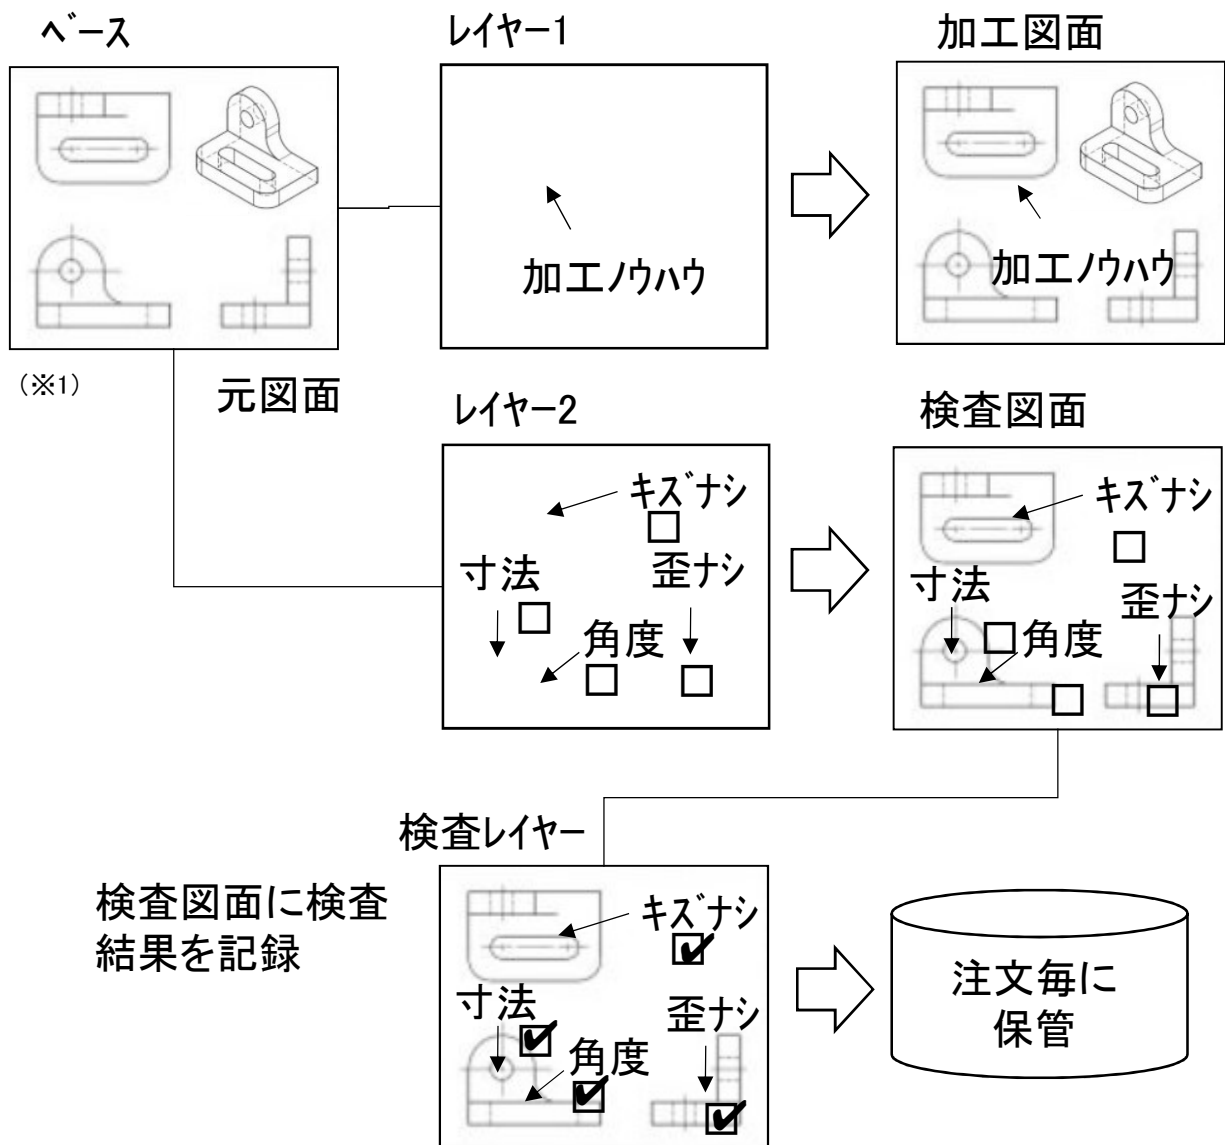 ベース
レイヤー1
加工図面
加工ノウハウ
加工ノウハウ
(※1)
元図面
レイヤー2
検査図面
キズナシ
寸法
歪ナシ
角度
キズナシ
寸法
歪ナシ
角度
検査レイヤー
検査図面に検査
結果を記録
キズナシ
寸法
歪ナシ
角度
注文毎に
保管